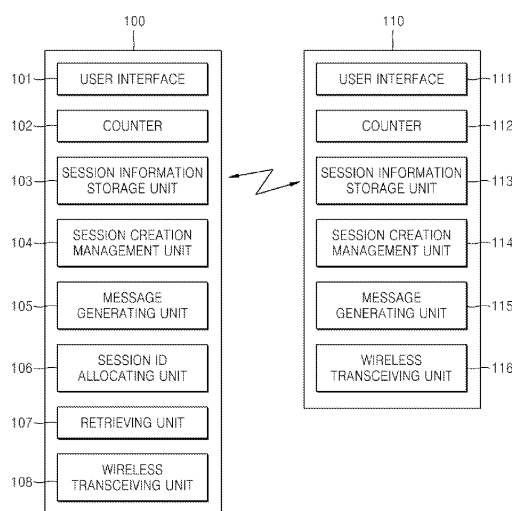 100
101
USER INTERFACE
102
COUNTER
103
SESSION INFORMATION
STORAGE UNIT
104
SESSION CREATION
MANAGEMENT UNIT
105
MESSAGE
GENERATING UNIT
106
SESSION ID
ALLOCATING UNIT
107
RETRIEVING UNIT
108
WIRELESS
TRANSCEIVING UNIT
110
USER INTERFACE
111
COUNTER
112
SESSION INFORMATION
STORAGE UNIT
113
SESSION CREATION
MANAGEMENT UNIT
114
MESSAGE
GENERATING UNIT
115
WIRELESS
TRANSCEIVING UNIT
116